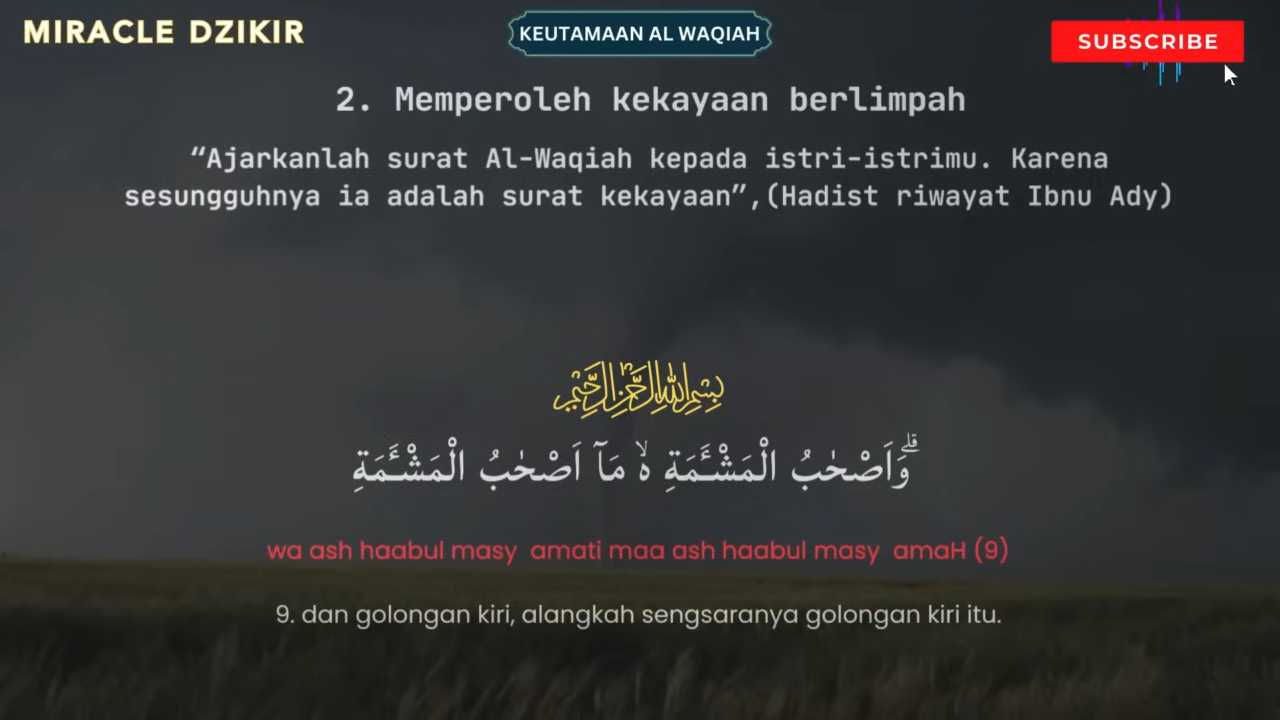 MIRACLE DZIKIR
KEUTAMAAN AL WAQIAH
SUBSCRIBE
2. Memperoleh kekayaan berlimpah
“Ajarkanlah surat Al-Waqiah kepada istri-istrimu. Karena
sesungguhnya ia adalah surat kekayaan”,(Hadist riwayat Ibnu Ady)
بِسْمِ اللهِ الرَّحْمٰنِ الرَّحِيْمِ
وَاَصْحٰبُ الْمَشْـَٔمَةِ ەۙ مَآ اَصْحٰبُ الْمَشْـَٔمَةِۗ
wa ash haabul masy  amati maa ash haabul masy  amaH (9)
9. dan golongan kiri, alangkah sengsaranya golongan kiri itu.